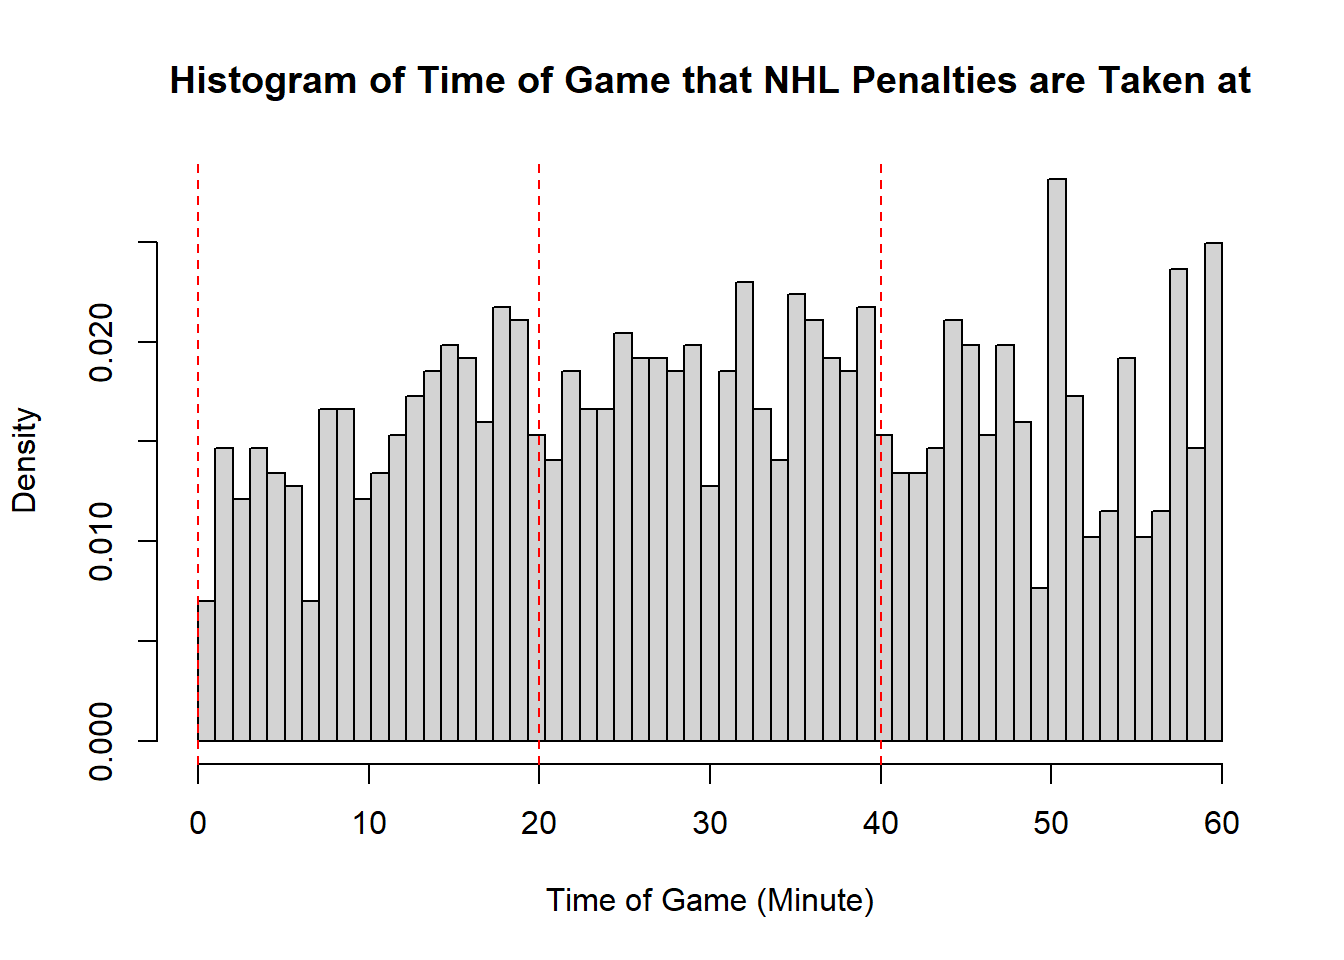 Histogram of Time of Game that NHL Penalties are Taken at
Density
0.020
0.010
0.000
0 10 20 30 40 50 60
Time of Game (Minute)